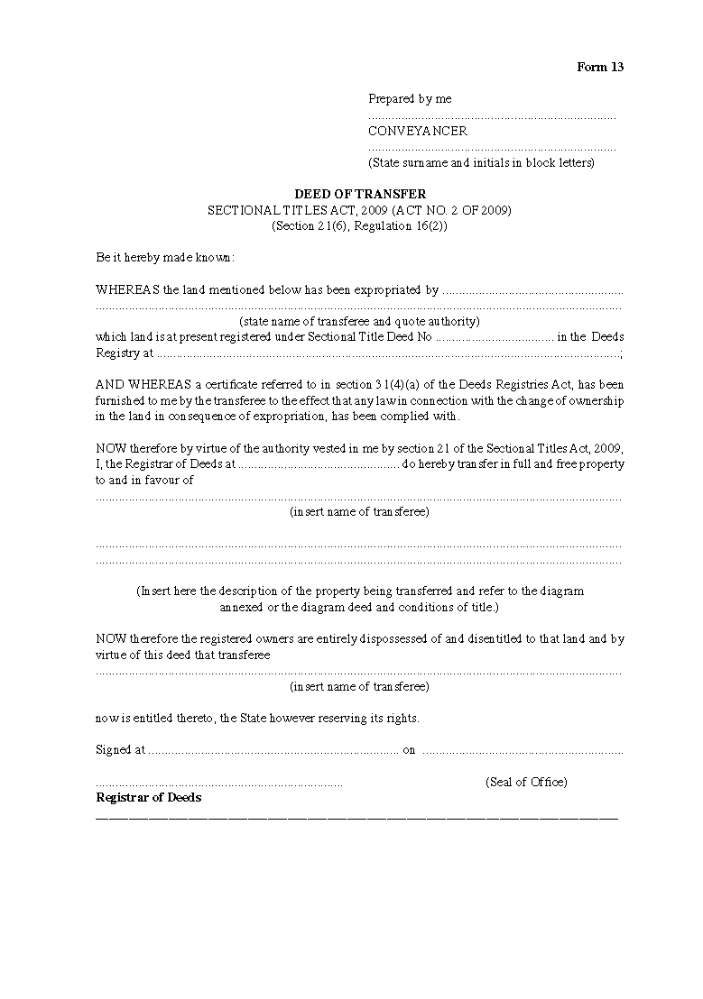 Form 13
Prepared by me
..........................................................................
CONVEYANCER
..........................................................................
(State surname and initials in block letters)
DEED OF TRANSFER
SECTIONAL TITLES ACT, 2009 (ACT NO. 2 OF 2009)
(Section 21(6), Regulation 16(2))
Be it hereby made known:
WHEREAS the land mentioned below has been expropriated by .......................................................
................................................................................................................................................................
(state name of transferee and quote authority)
which land is at present registered under Sectional Title Deed No .................................... in the Deeds
Registry at ............................................................................................................................................;
AND WHEREAS a certificate referred to in section 31(4)(a) of the Deeds Registries Act, has been
furnished to me by the transferee to the effect that any law in connection with the change of ownership
in the land in consequence of expropriation, has been complied with.
NOW therefore by virtue of the authority vested in me by section 21 of the Sectional Titles Act, 2009,
I, the Registrar of Deeds at ................................................. do hereby transfer in full and free property
to and in favour of
................................................................................................................................................................
(insert name of transferee)
................................................................................................................................................................
................................................................................................................................................................
(Insert here the description of the property being transferred and refer to the diagram
annexed or the diagram deed and conditions of title.)
NOW therefore the registered owners are entirely dispossessed of and disentitled to that land and by
virtue of this deed that transferee
................................................................................................................................................................
(insert name of transferee)
now is entitled thereto, the State however reserving its rights.
Signed at ............................................................................ on .............................................................
........................................................................... (Seal of Office)
Registrar of Deeds